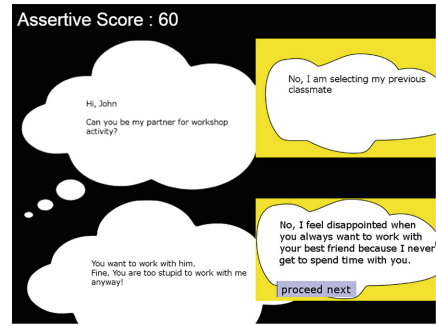 Assertive Score : 60
Hi, John
Can you be my partner for workshop
activity?
No, I am selecting my previous
classmate
You want to work with him.
Fine. You are too stupid to work with me
anyway!
No, I feel disappointed when
you always want to work with
your best friend because I never
get to spend time with you.
proceed next